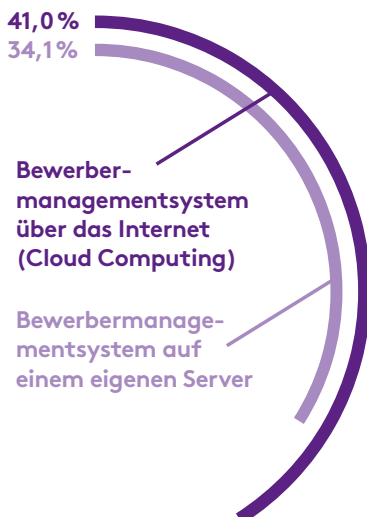 41,0 %
34,1 %
Bewerber-
managementsystem
über das Internet
(Cloud Computing)
Bewerbermanage-
mentsystem auf
einem eigenen Server